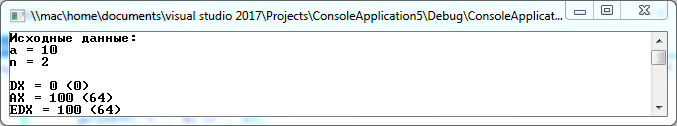 \\mac\home\documents\visual studio 2017\Projects\ConsoleApplication5\Debug\ConsoleApplicat...
Исходные данные:
a = 10
n = 2
DX = 0 (0)
AX = 100 (64)
EDX = 100 (64)